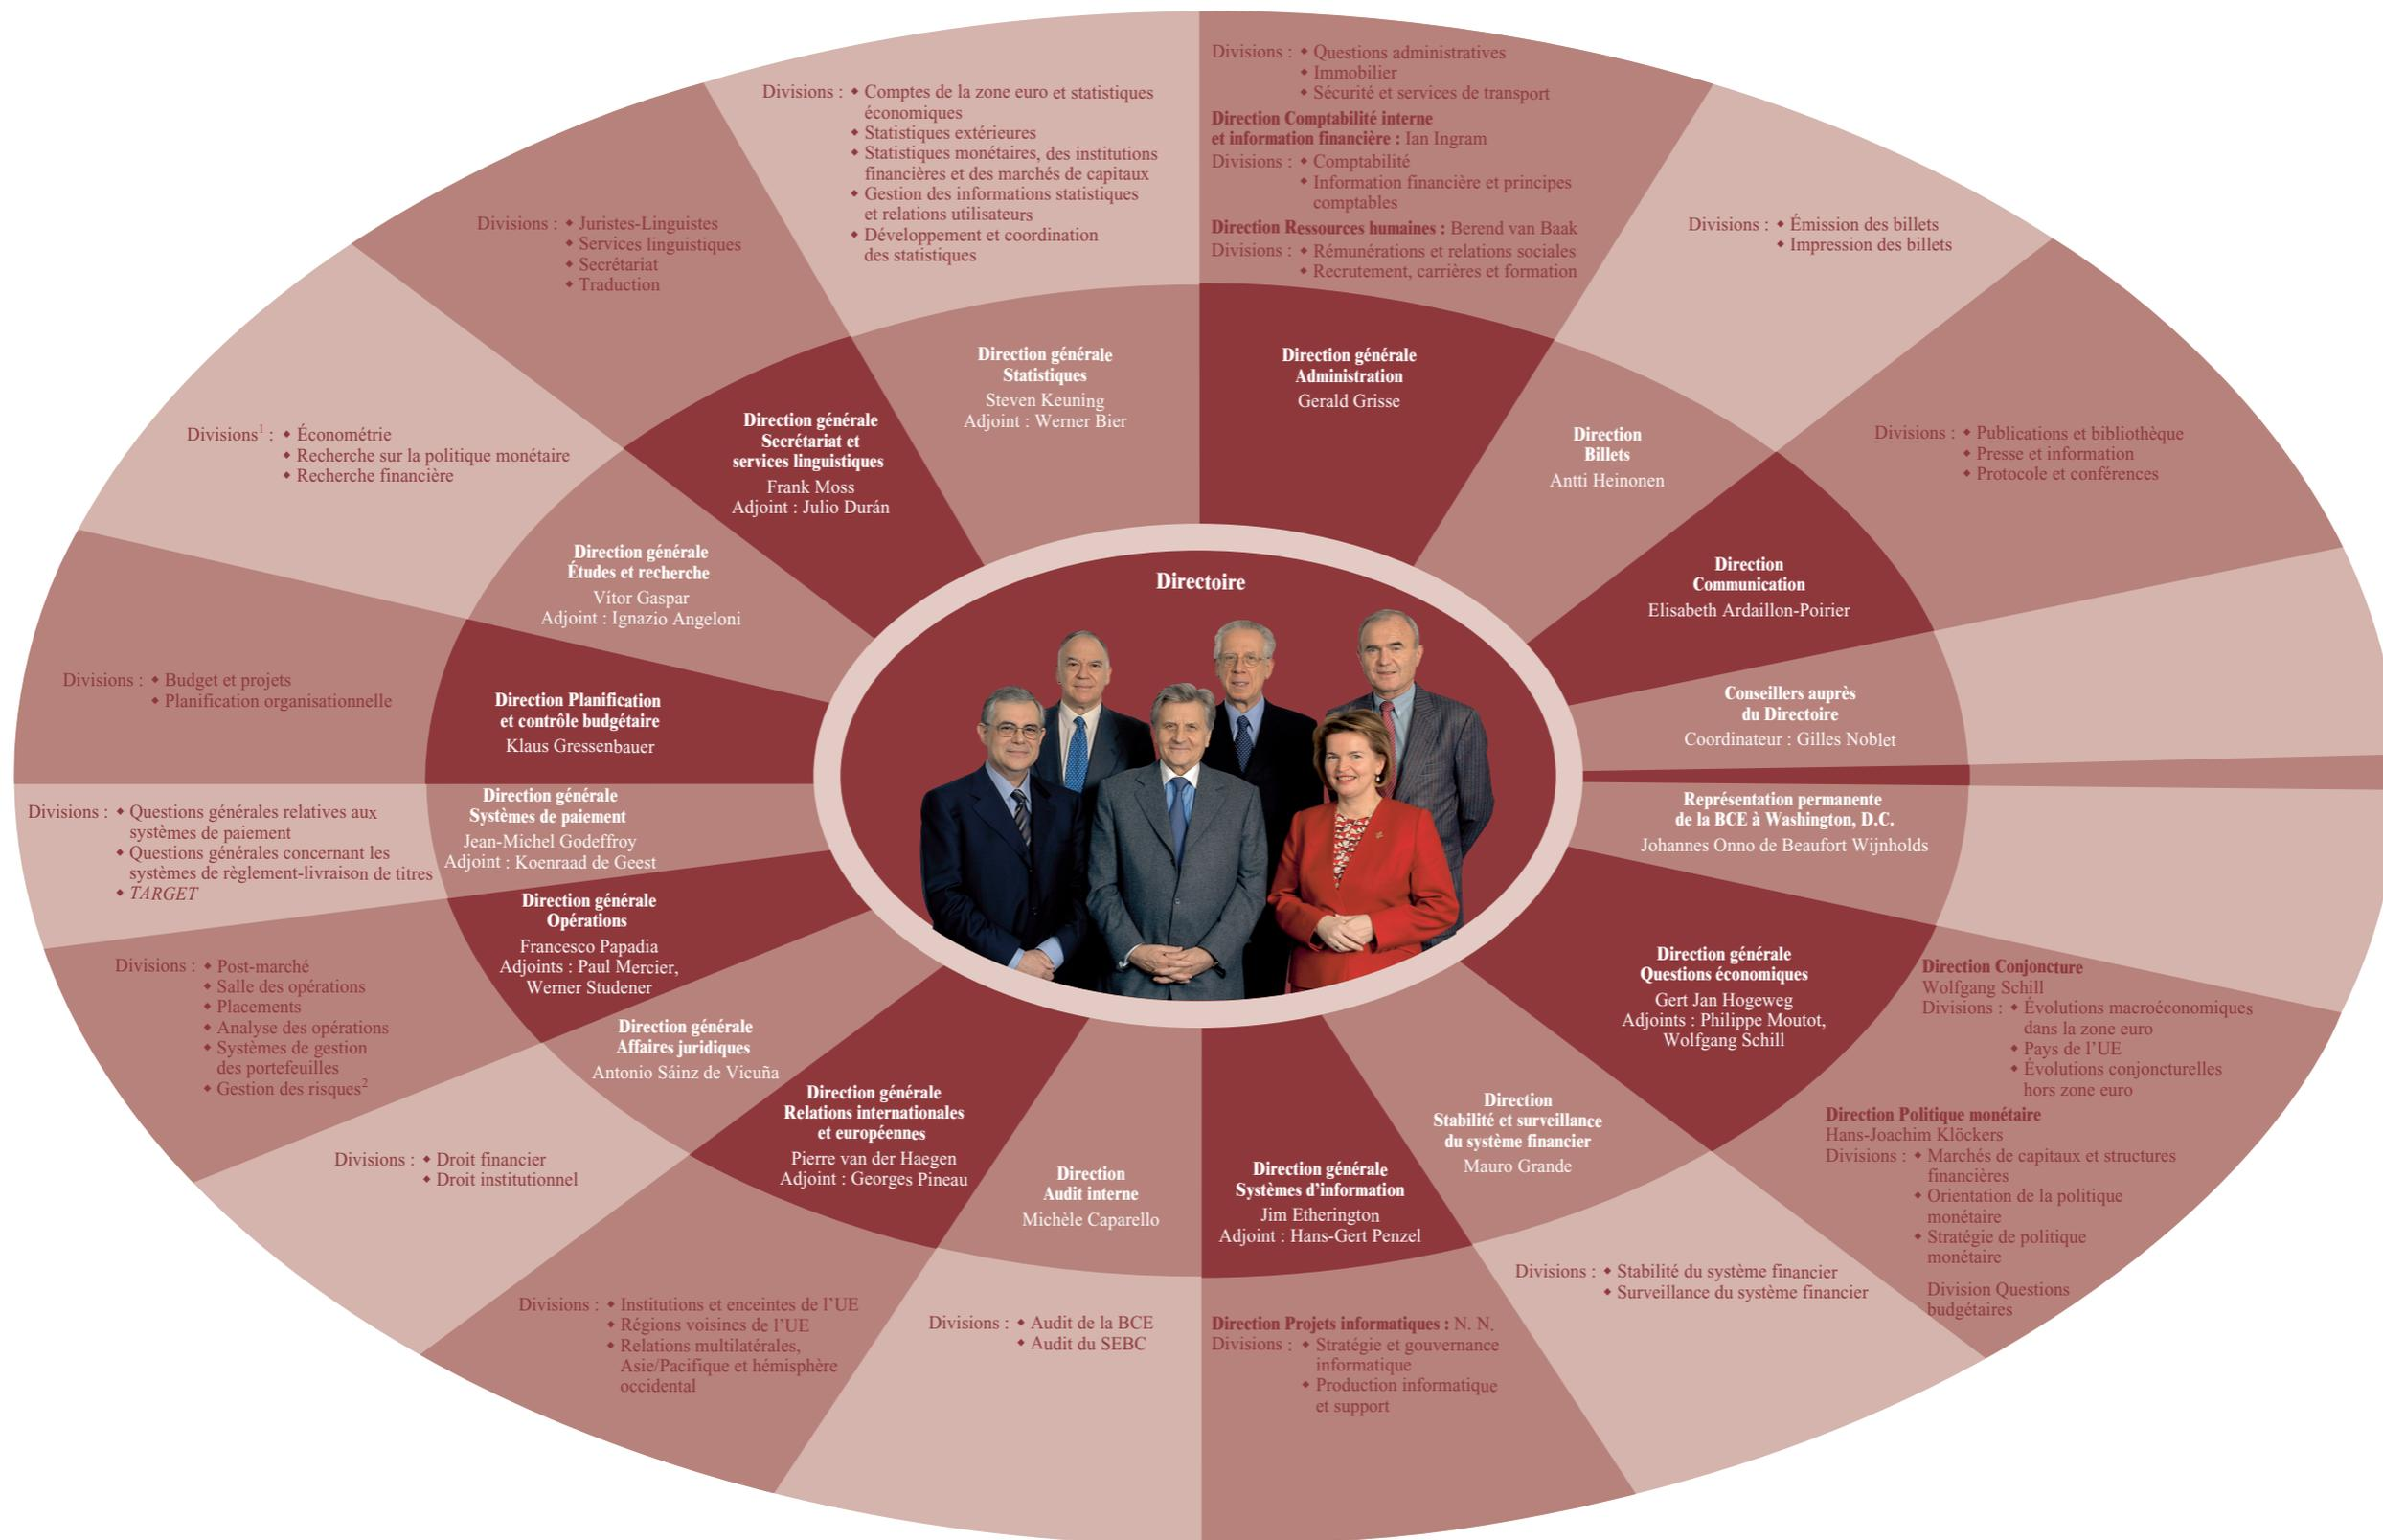 Divisions : ◆ Questions administratives
◆ Immobilier
◆ Sécurité et services de transport
Direction Comptabilité interne
et information financière : Ian Ingram
Divisions : ◆ Comptabilité
◆ Information financière et principes
comptables
Direction Ressources humaines : Berend van Baak
Divisions : ◆ Rémunérations et relations sociales
◆ Recrutement, carrières et formation
Direction générale
Administration
Gerald Grisse
Divisions : ◆ Émission des billets
◆ Impression des billets
Direction
Billets
Antti Heinonen
Divisions : ◆ Publications et bibliothèque
◆ Presse et information
◆ Protocole et conférences
Direction
Communication
Elisabeth Ardaillon-Poirier
Conseillers auprès
du Directoire
Coordinateur : Gilles Noblet
Représentation permanente
de la BCE à Washington, D.C.
Johannes Onno de Beaufort Wijnholds
Direction générale
Questions économiques
Gert Jan Hogeweg
Adjoints : Philippe Moutot,
Wolfgang Schill
Direction Conjoncture
Wolfgang Schill
Divisions : ◆ Évolutions macroéconomiques
dans la zone euro
◆ Pays de l’UE
◆ Évolutions conjoncturelles
hors zone euro
Direction Politique monétaire
Hans-Joachim Klöckers
Divisions : ◆ Marchés de capitaux et structures
financières
◆ Orientation de la politique
monétaire
◆ Stratégie de politique
monétaire
Division Questions
budgétaires
Direction
Stabilité et surveillance
du système financier
Mauro Grande
Divisions : ◆ Stabilité du système financier
◆ Surveillance du système financier
Direction générale
Systèmes d’information
Jim Etherington
Adjoint : Hans-Gert Penzel
Direction Projets informatiques : N. N.
Divisions : ◆ Stratégie et gouvernance
informatique
◆ Production informatique
et support
Direction
Audit interne
Michèle Caparello
Divisions : ◆ Audit de la BCE
◆ Audit du SEBC
Direction générale
Relations internationales
et européennes
Pierre van der Haegen
Adjoint : Georges Pineau
Divisions : ◆ Institutions et enceintes de l’UE
◆ Régions voisines de l’UE
◆ Relations multilatérales,
Asie/Pacifique et hémisphère
occidental
Direction générale
Affaires juridiques
Antonio Sáinz de Vicuña
Divisions : ◆ Droit financier
◆ Droit institutionnel
Direction générale
Opérations
Francesco Papadia
Adjoints : Paul Mercier,
Werner Studener
Divisions : ◆ Post-marché
◆ Salle des opérations
◆ Placements
◆ Analyse des opérations
◆ Systèmes de gestion
des portefeuilles
◆ Gestion des risques²
Direction générale
Systèmes de paiement
Jean-Michel Godeffroy
Adjoint : Koenraad de Geest
Divisions : ◆ Questions générales relatives aux
systèmes de paiement
◆ Questions générales concernant les
systèmes de règlement-livraison de titres
◆ TARGET
Direction Planification
et contrôle budgétaire
Klaus Gressenbauer
Divisions : ◆ Budget et projets
◆ Planification organisationnelle
Direction générale
Études et recherche
Vítor Gaspar
Adjoint : Ignazio Angeloni
Divisions¹ : ◆ Économétrie
◆ Recherche sur la politique monétaire
◆ Recherche financière
Direction générale
Secrétariat et
services linguistiques
Frank Moss
Adjoint : Julio Durán
Divisions : ◆ Juristes-Linguistes
◆ Services linguistiques
◆ Secrétariat
◆ Traduction
Direction générale
Statistiques
Steven Keuning
Adjoint : Werner Bier
Divisions : ◆ Comptes de la zone euro et statistiques
économiques
◆ Statistiques extérieures
◆ Statistiques monétaires, des institutions
financières et des marchés de capitaux
◆ Gestion des informations statistiques
et relations utilisateurs
◆ Développement et coordination
des statistiques
Directoire